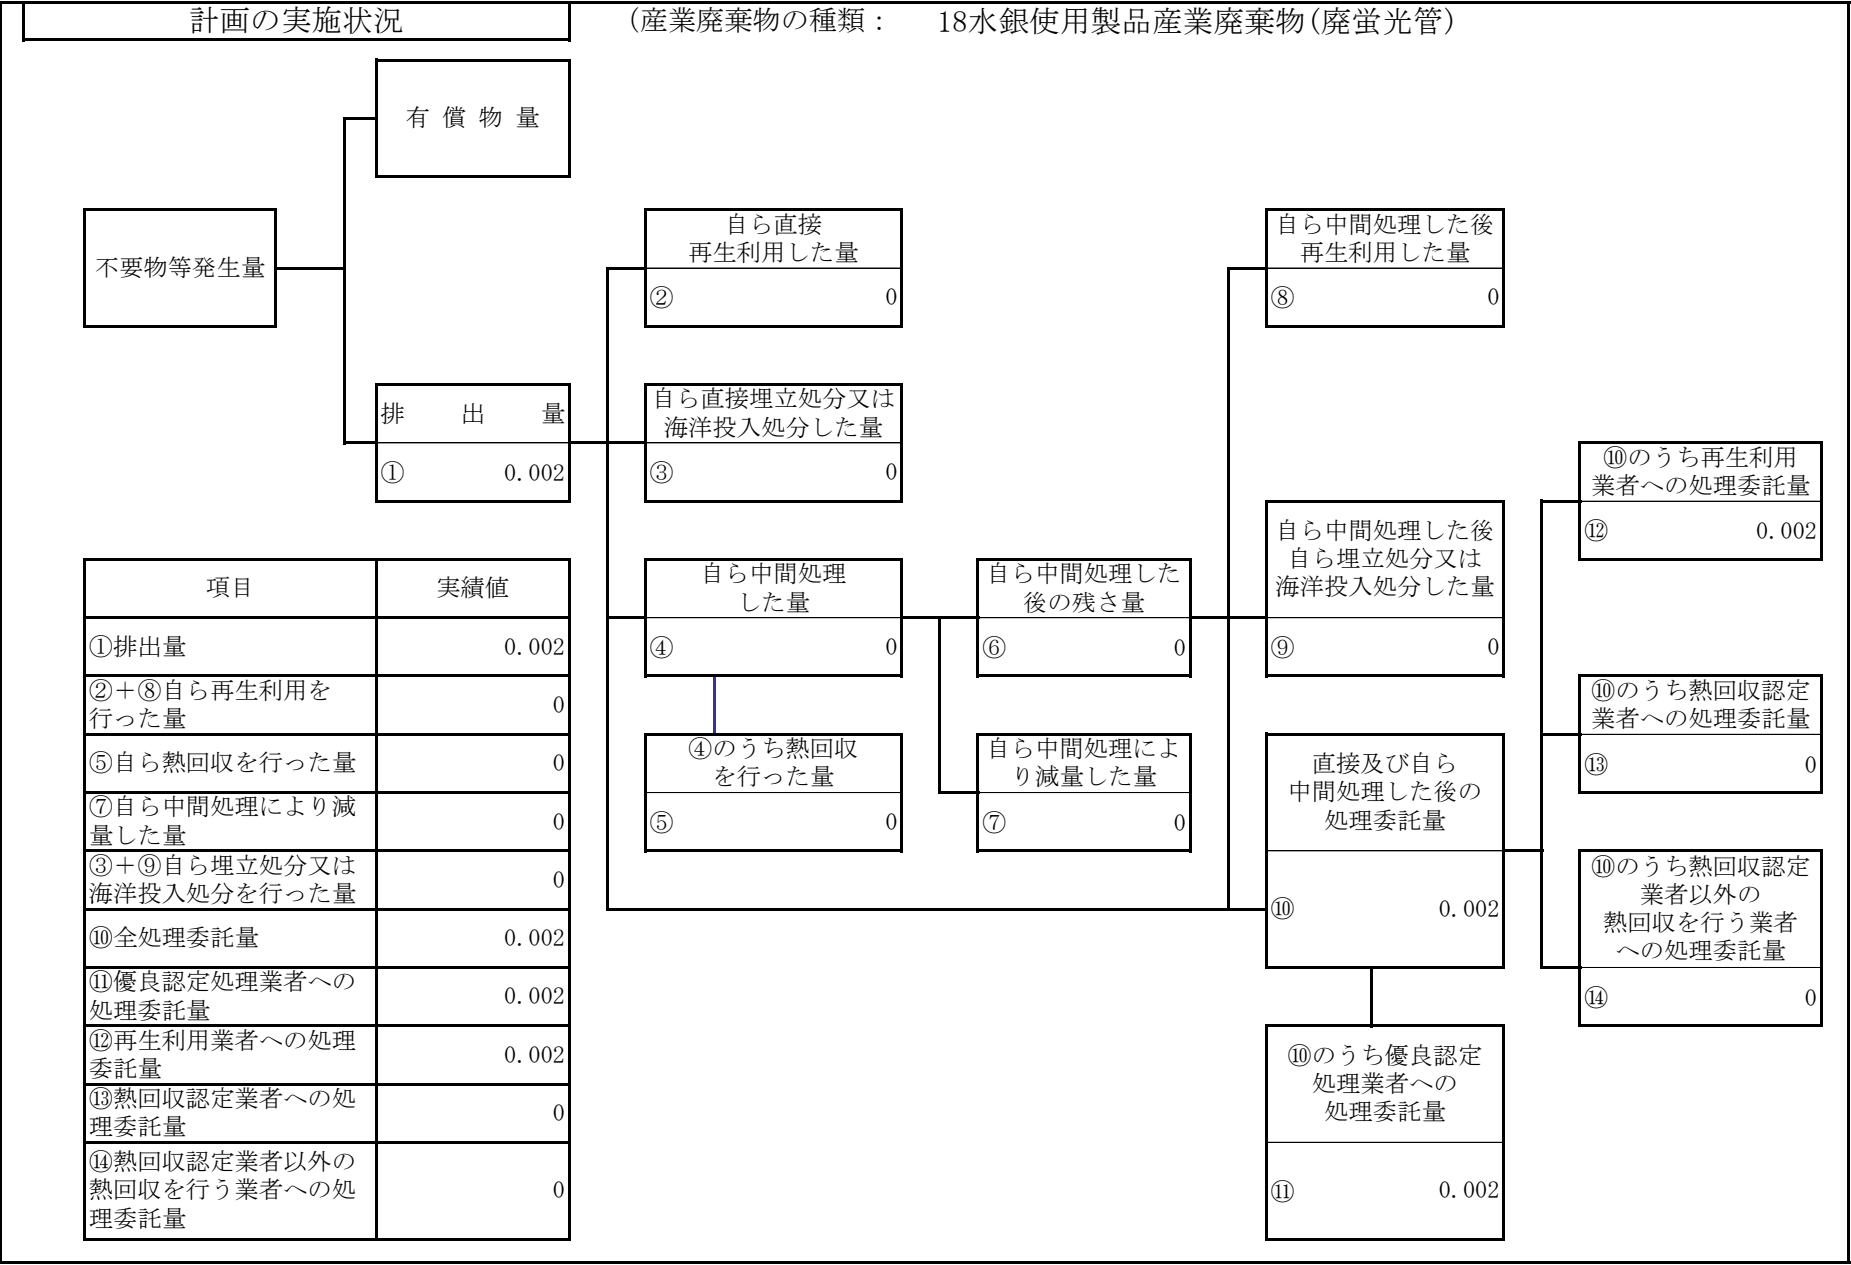 計画の実施状況
(産業廃棄物の種類： 18水銀使用製品産業廃棄物(廃蛍光管)
有償物量
不要物等発生量
排出量
① 0.002
自ら直接
再生利用した量
② 0
自ら直接埋立処分又は
海洋投入処分した量
③ 0
自ら中間処理
した量
④ 0
④のうち熱回収
を行った量
⑤ 0
自ら中間処理した
後の残さ量
⑥ 0
自ら中間処理によ
り減量した量
⑦ 0
自ら中間処理した後
再生利用した量
⑧ 0
自ら中間処理した後
自ら埋立処分又は
海洋投入処分した量
⑨ 0
直接及び自ら
中間処理した後の
処理委託量
⑩ 0.002
⑩のうち優良認定
処理業者への
処理委託量
⑪ 0.002
⑩のうち再生利用
業者への処理委託量
⑫ 0.002
⑩のうち熱回収認定
業者への処理委託量
⑬ 0
⑩のうち熱回収認定
業者以外の
熱回収を行う業者
への処理委託量
⑭ 0
項目 実績値
①排出量 0.002
②＋⑧自ら再生利用を
行った量 0
⑤自ら熱回収を行った量 0
⑦自ら中間処理により減
量した量 0
③＋⑨自ら埋立処分又は
海洋投入処分を行った量 0
⑩全処理委託量 0.002
⑪優良認定処理業者への
処理委託量 0.002
⑫再生利用業者への処理
委託量 0.002
⑬熱回収認定業者への処
理委託量 0
⑭熱回収認定業者以外の
熱回収を行う業者への処
理委託量 0